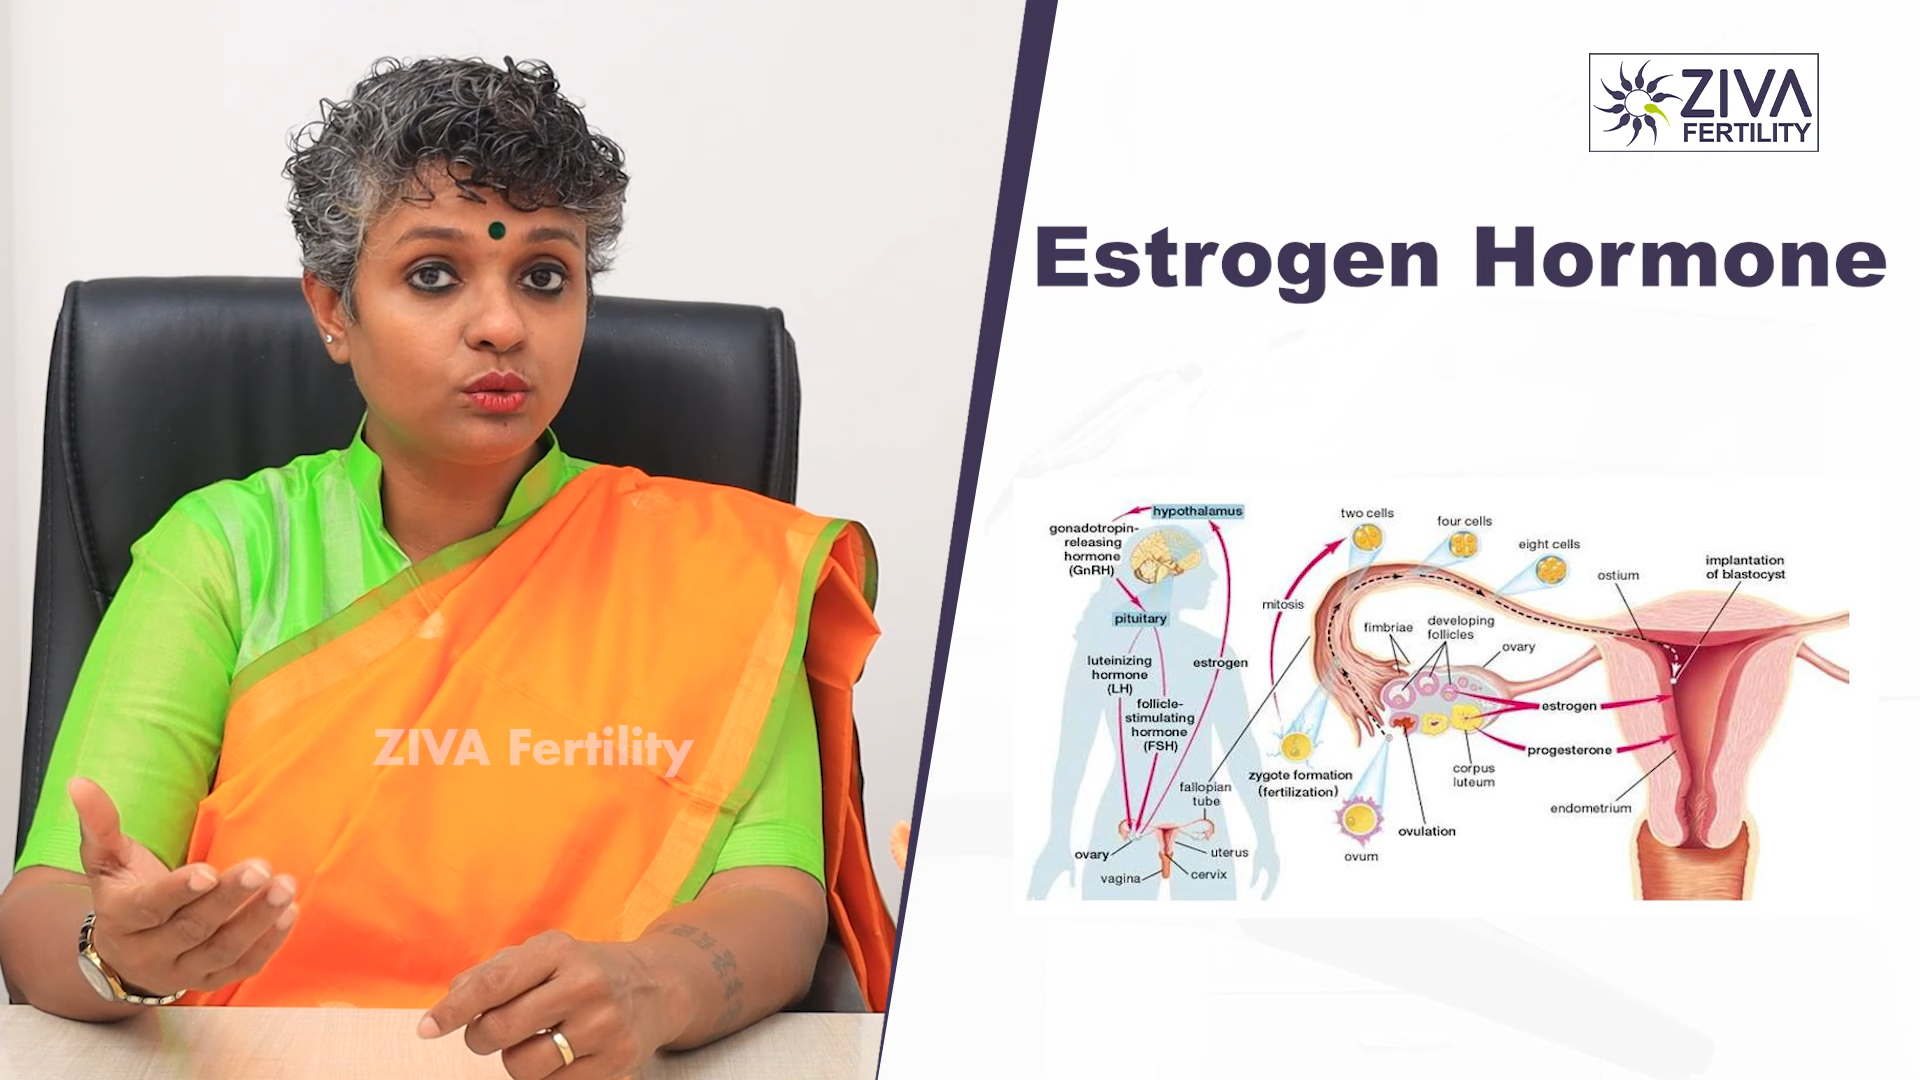 ZIVA
FERTILITY
Estrogen Hormone
ZIVA Fertility
hypothalamus
gonadotropin-
releasing
hormone
(GnRH)
pituitary
luteinizing
hormone
(LH)
estrogen
follicle-
stimulating
hormone
(FSH)
fallopian
tube
ovary
uterus
vagina
cervix
two cells
four cells
eight cells
mitosis
fimbriae
developing
follicles
ovary
ostium
implantation
of blastocyst
estrogen
progesterone
zygote formation
(fertilization)
corpus
luteum
endometrium
ovulation
ovum